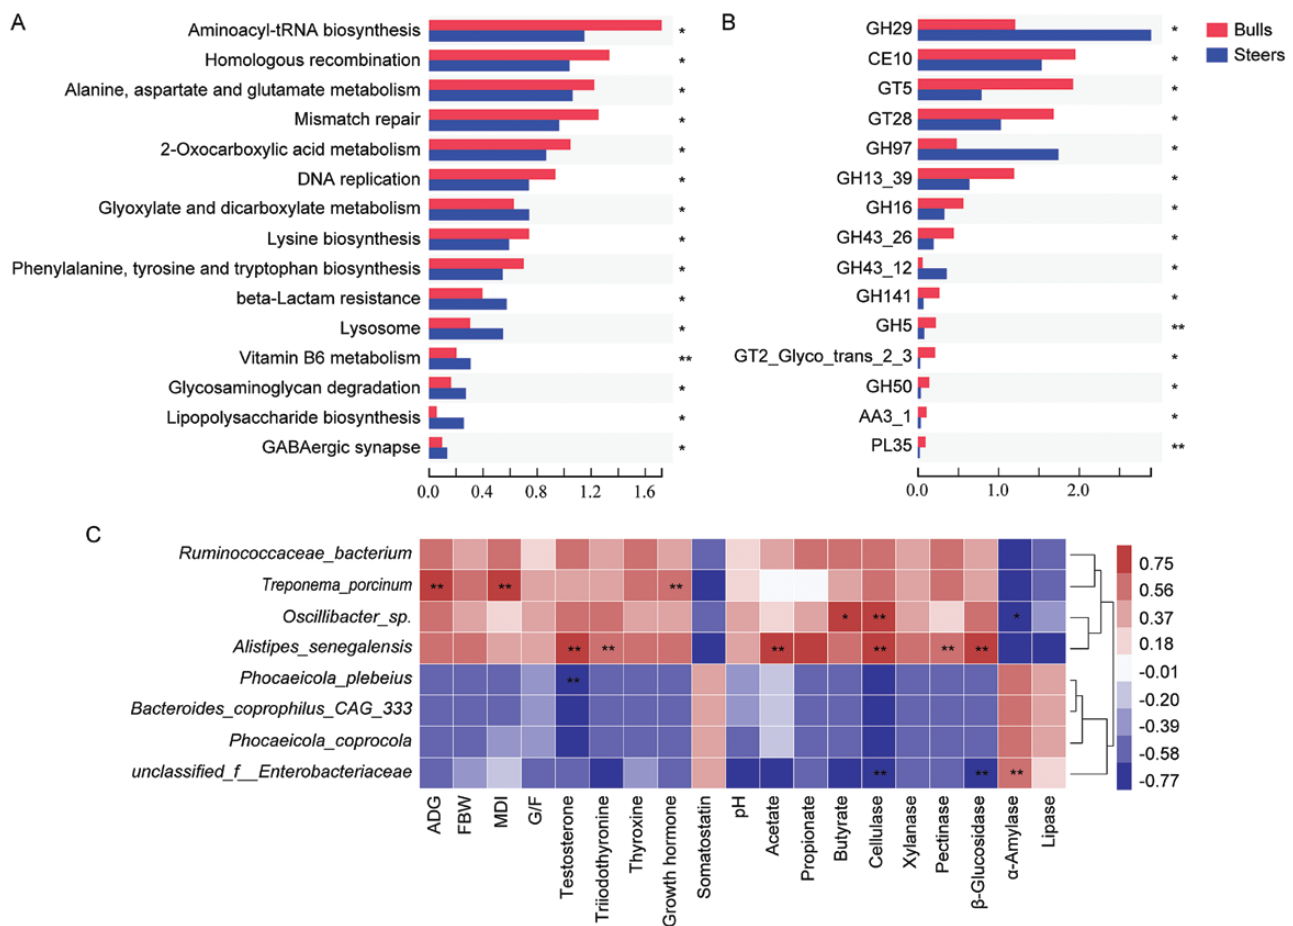 A
Aminoacyl-tRNA biosynthesis *
Homologous recombination *
Alanine, aspartate and glutamate metabolism *
Mismatch repair *
2-Oxocarboxylic acid metabolism *
DNA replication *
Glyoxylate and dicarboxylate metabolism *
Lysine biosynthesis *
Phenylalanine, tyrosine and tryptophan biosynthesis *
beta-Lactam resistance *
Lysosome *
Vitamin B6 metabolism **
Glycosaminoglycan degradation *
Lipopolysaccharide biosynthesis *
GABAergic synapse *
0.0 0.4 0.8 1.2 1.6
B
GH29 *
CE10 *
GT5 *
GT28 *
GH97 *
GH13_39 *
GH16 *
GH43_26 *
GH43_12 *
GH141 *
GH5 **
GT2_Glyco_trans_2_3 *
GH50 *
AA3_1 *
PL35 **
0.0 1.0 2.0
Bulls
Steers
C
Ruminococcaceae_bacterium
Treponema_porcinum ** ** **
Oscillibacter_sp. * ** *
Alistipes_senegalensis ** ** ** ** ** **
Phocaeicola_plebeius **
Bacteroides_coprophilus_CAG_333
Phocaeicola_coprocola
unclassified_f__Enterobacteriaceae ** ** **
ADG
FBW
MDI
G/F
Testosterone
Triiodothyronine
Thyroxine
Growth hormone
Somatostatin
pH
Acetate
Propionate
Butyrate
Cellulase
Xylanase
Pectinase
β-Glucosidase
α-Amylase
Lipase
0.75
0.56
0.37
0.18
-0.01
-0.20
-0.39
-0.58
-0.77